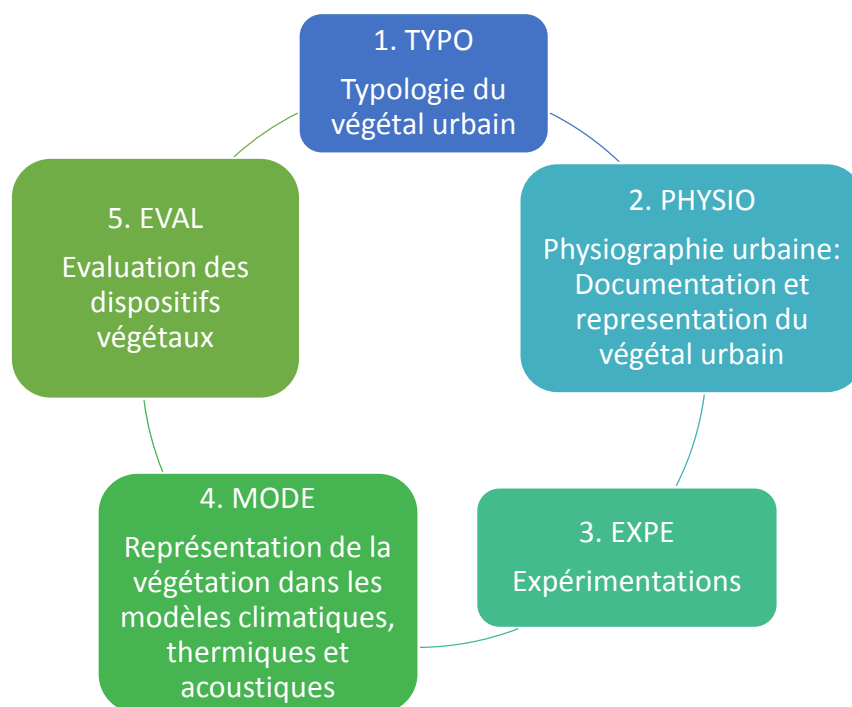 1. TYPO
Typologie du
végétal urbain
2. PHYSIO
Physiographie urbaine:
Documentation et
representation du
végétal urbain
3. EXPE
Expérimentations
4. MODE
Représentation de la
végétation dans les
modèles climatiques,
thermiques et
acoustiques
5. EVAL
Evaluation des
dispositifs
végétaux